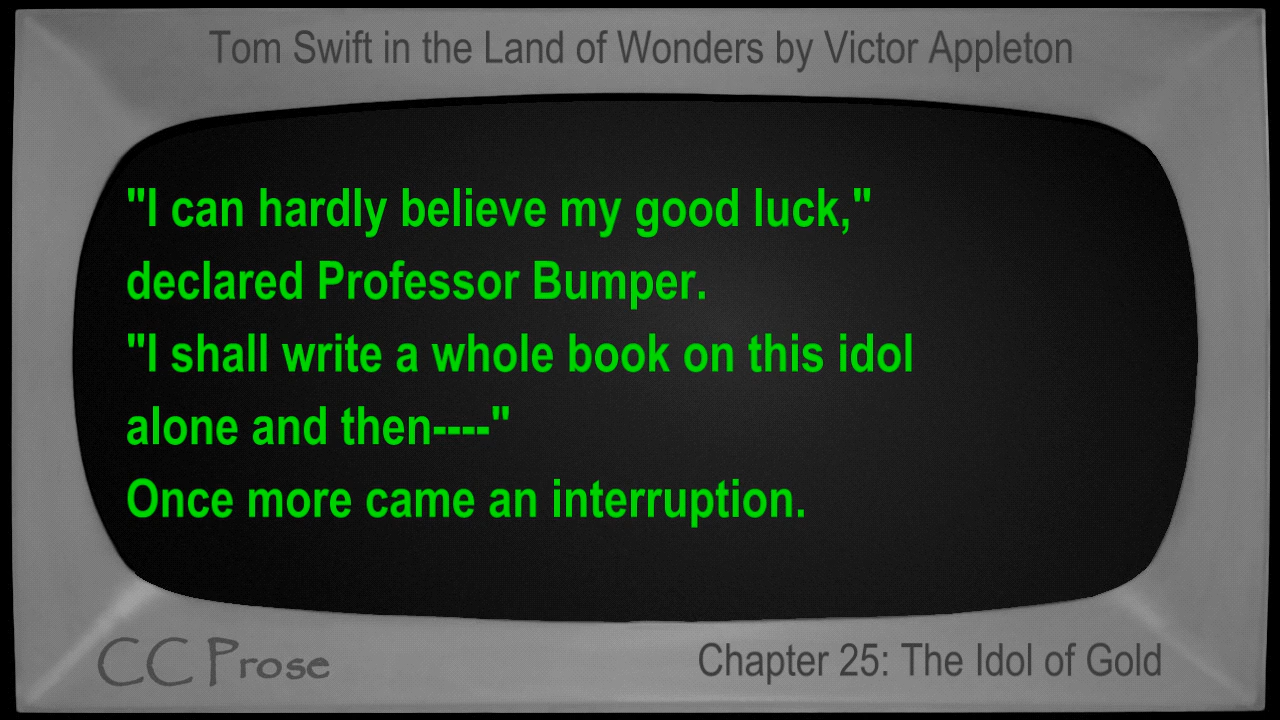 Tom Swift in the Land of Wonders by Victor Appleton
"I can hardly believe my good luck,"
declared Professor Bumper.
"I shall write a whole book on this idol
alone and then----"
Once more came an interruption.
CC Prose
Chapter 25: The Idol of Gold